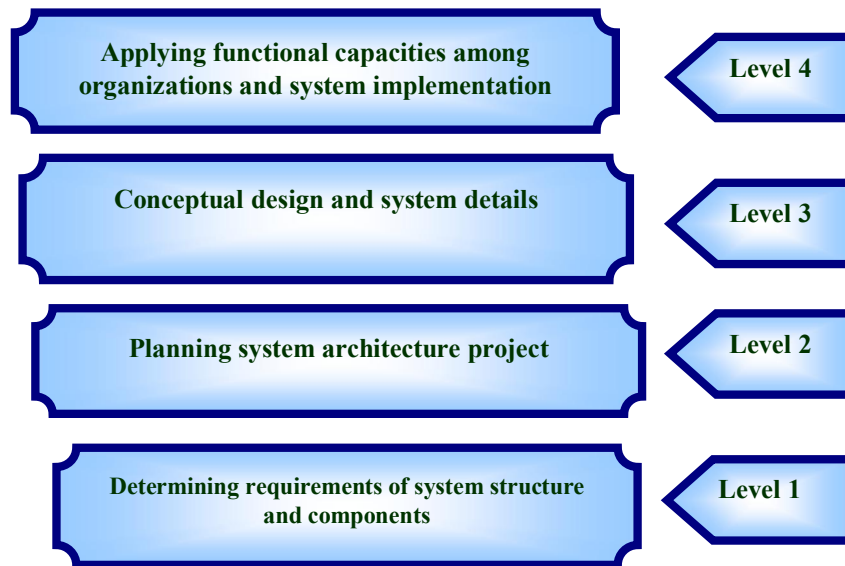 Applying functional capacities among
organizations and system implementation
Level 4
Conceptual design and system details
Level 3
Planning system architecture project
Level 2
Determining requirements of system structure
and components
Level 1